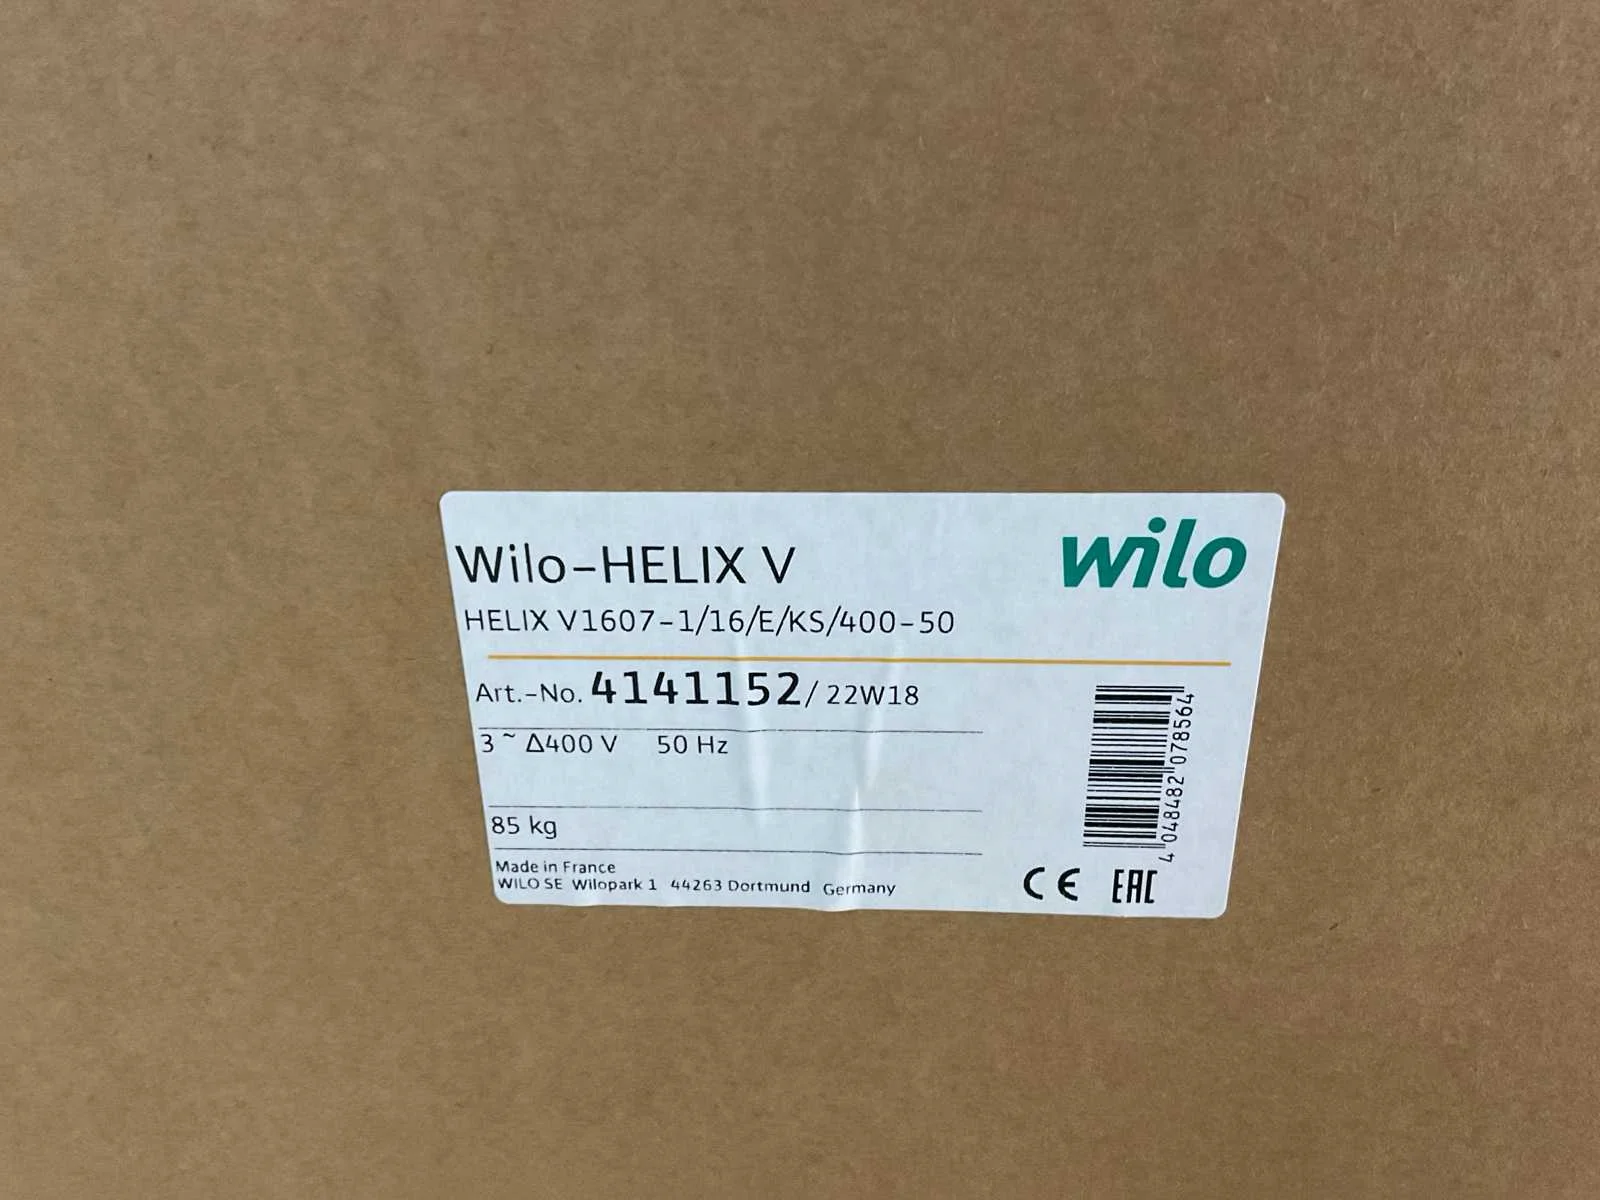 Wilo-HELIX V
wilo
HELIX V1607-1/16/E/KS/400-50
Art.-No. 4141152/ 22W18
3 ~ Δ400 V 50 Hz
85 kg
Made in France
WILO SE Wilopark 1 44263 Dortmund Germany
4 048482 078564
CE EAC